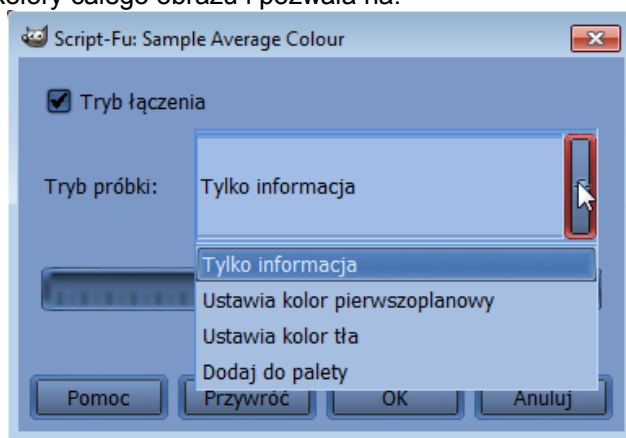 kolory całego obrazu i pozwala na:
Script-Fu: Sample Average Colour
Tryb łączenia
Tryb próbki:
Tylko informacja
Tylko informacja
Ustawia kolor pierwszoplanowy
Ustawia kolor tła
Dodaj do palety
Pomoc
Przywróć
OK
Anuluj